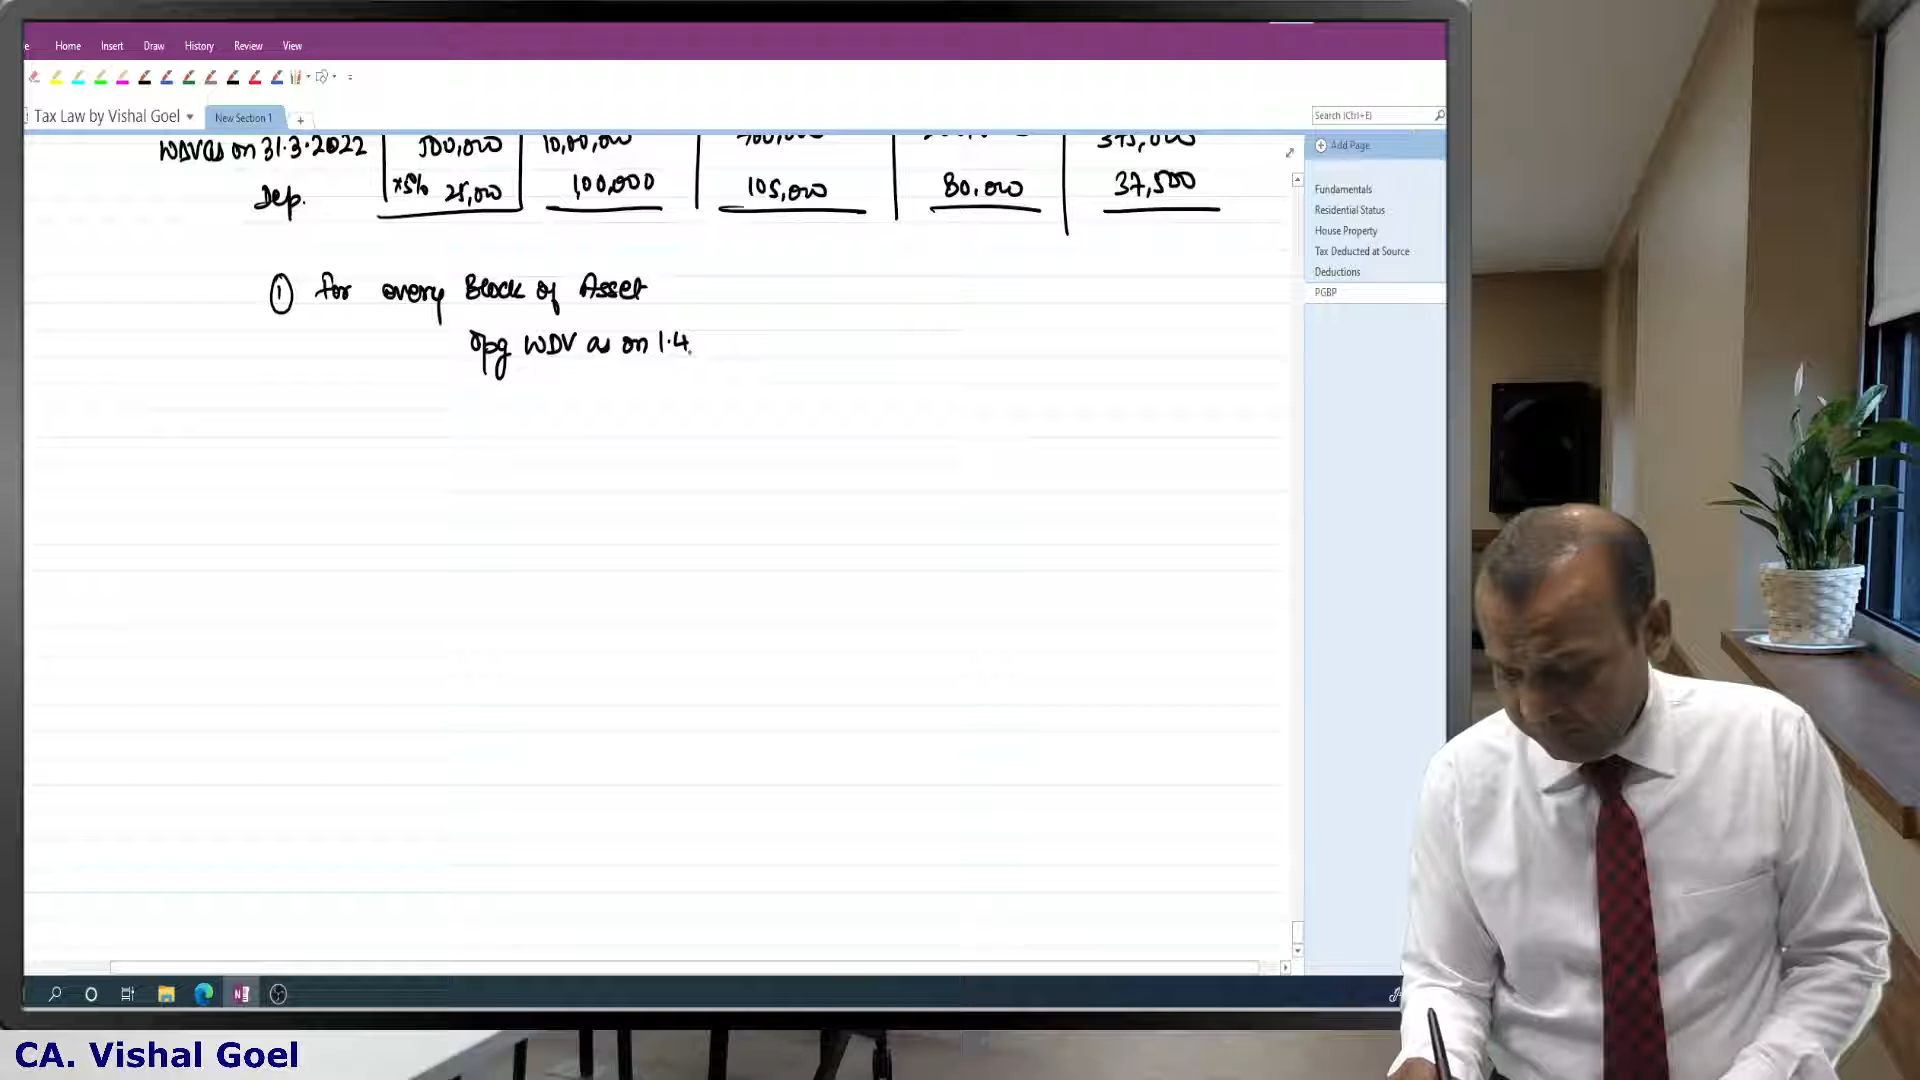 Home Insert Draw History Review View
Tax Law by Vishal Goel New Section 1 +
Search (Ctrl+E)
Add Page
Fundamentals
Residential Status
House Property
Tax Deducted at Source
Deductions
PGBP
WDV as on 31.3.2022 500,000 10,00,000 375,000
Dep. x5% 25,000 100,000 105,000 80,000 37,500
① For every Block of Asset
opg WDV as on 1.4.
CA. Vishal Goel